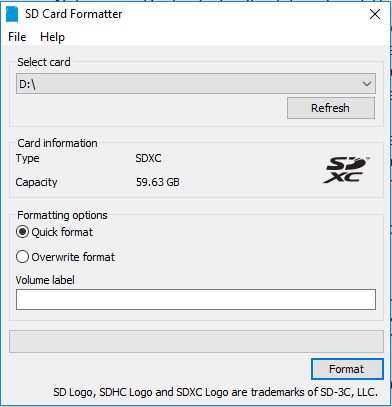 SD Card Formatter
File Help
Select card
D:\
Refresh
Card information
Type SDXC
Capacity 59.63 GB
SD
XC™
Formatting options
Quick format
Overwrite format
Volume label
Format
SD Logo, SDHC Logo and SDXC Logo are trademarks of SD-3C, LLC.